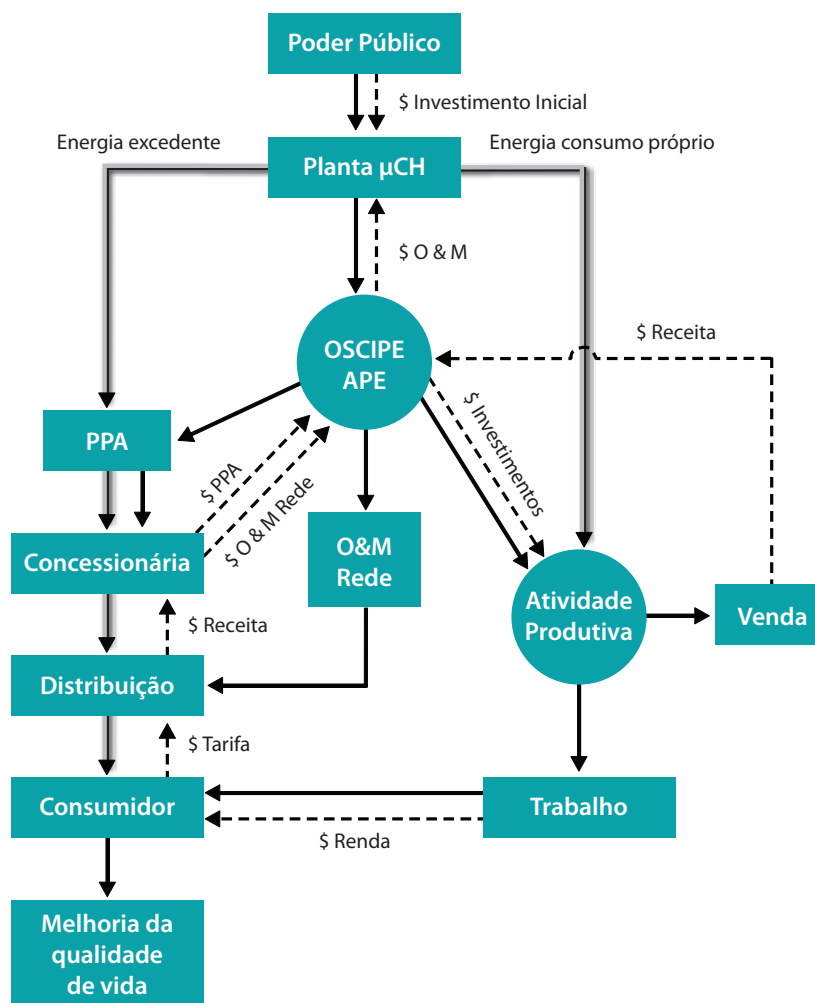 Poder Público
$ Investimento Inicial
Energia excedente
Energia consumo próprio
Planta µCH
$ O & M
OSCIPE
APE
$ Receita
PPA
$ PPA
$ O & M Rede
$ Investimentos
Concessionária
O&M
Rede
Atividade
Produtiva
Venda
$ Receita
Distribuição
$ Tarifa
Consumidor
Trabalho
$ Renda
Melhoria da
qualidade
de vida